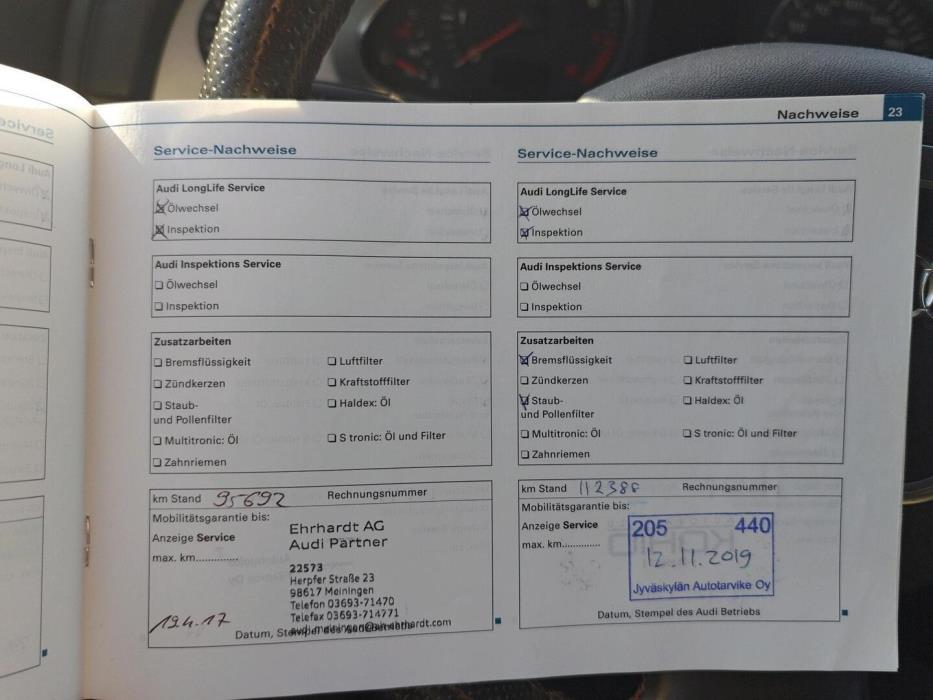 Nachweise 23
Service-Nachweise
Audi LongLife Service
Ölwechsel
Inspektion
Audi Inspektions Service
Ölwechsel
Inspektion
Zusatzarbeiten
Bremsflüssigkeit
Luftfilter
Zündkerzen
Kraftstofffilter
Staub-
und Pollenfilter
Haldex: Öl
Multitronic: Öl
S tronic: Öl und Filter
Zahnriemen
km Stand 95692 Rechnungsnummer
Mobilitätsgarantie bis:
Anzeige Service
max. km.............
Ehrhardt AG
Audi Partner
22573
Herpfer Straße 23
98617 Meiningen
Telefon 03693-71470
Telefax 03693-714771
19.4.17
Datum, Stempel des Audi Betriebs
Service-Nachweise
Audi LongLife Service
Ölwechsel
Inspektion
Audi Inspektions Service
Ölwechsel
Inspektion
Zusatzarbeiten
Bremsflüssigkeit
Luftfilter
Zündkerzen
Kraftstofffilter
Staub-
und Pollenfilter
Haldex: Öl
Multitronic: Öl
S tronic: Öl und Filter
Zahnriemen
km Stand 112388 Rechnungsnummer
Mobilitätsgarantie bis:
Anzeige Service
max. km.............
205 440
12.11.2019
Jyväskylän Autotarvike Oy
Datum, Stempel des Audi Betriebs